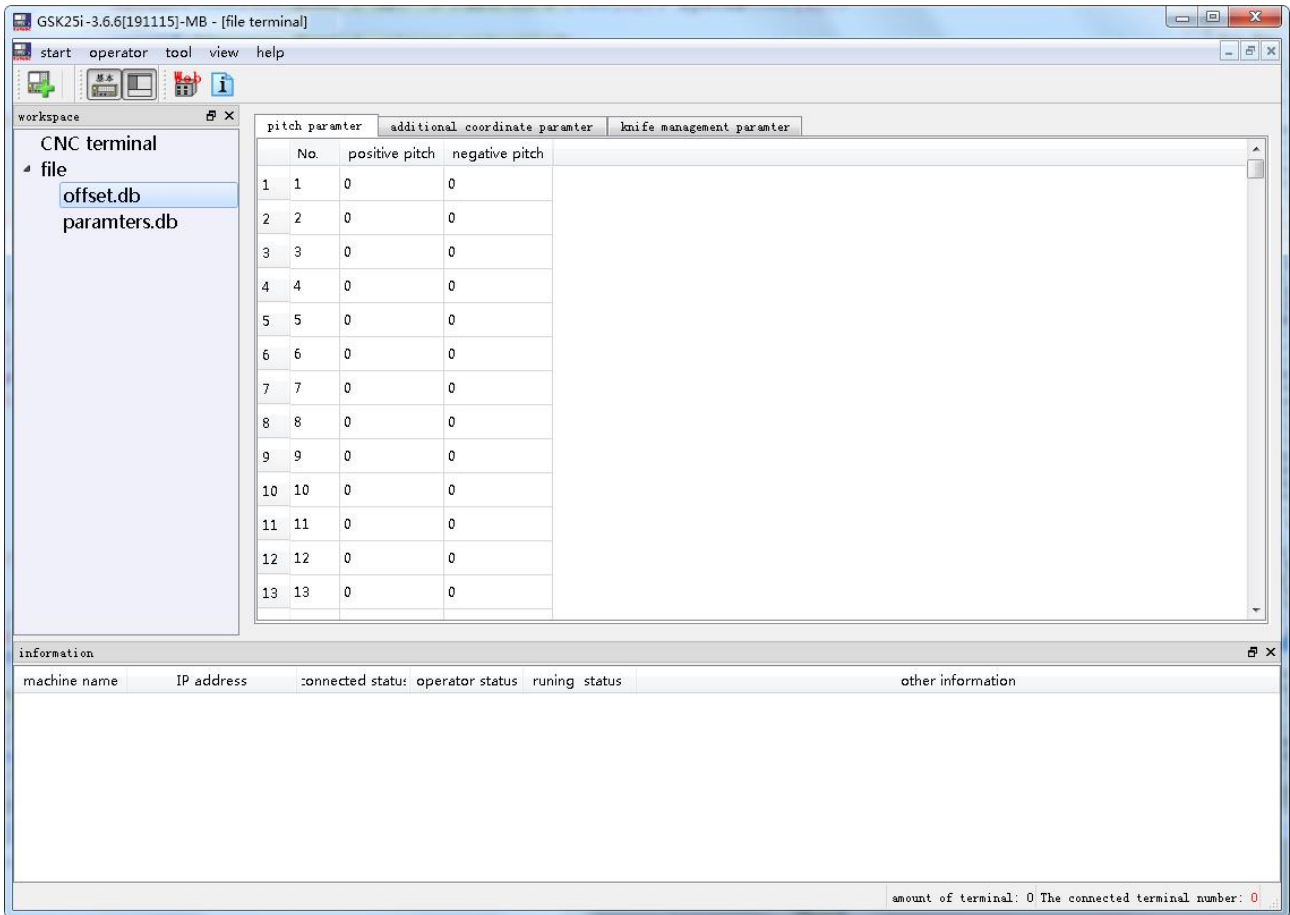 GSK25i-3.6.6[191115]-MB - [file terminal]
start operator tool view help
基本 Web i
workspace
CNC terminal
file
offset.db
paramters.db
pitch paramter additional coordinate paramter knife management paramter
No. positive pitch negative pitch
1 1 0 0
2 2 0 0
3 3 0 0
4 4 0 0
5 5 0 0
6 6 0 0
7 7 0 0
8 8 0 0
9 9 0 0
10 10 0 0
11 11 0 0
12 12 0 0
13 13 0 0
information
machine name IP address connected status operator status runing status other information
amount of terminal: 0 The connected terminal number: 0